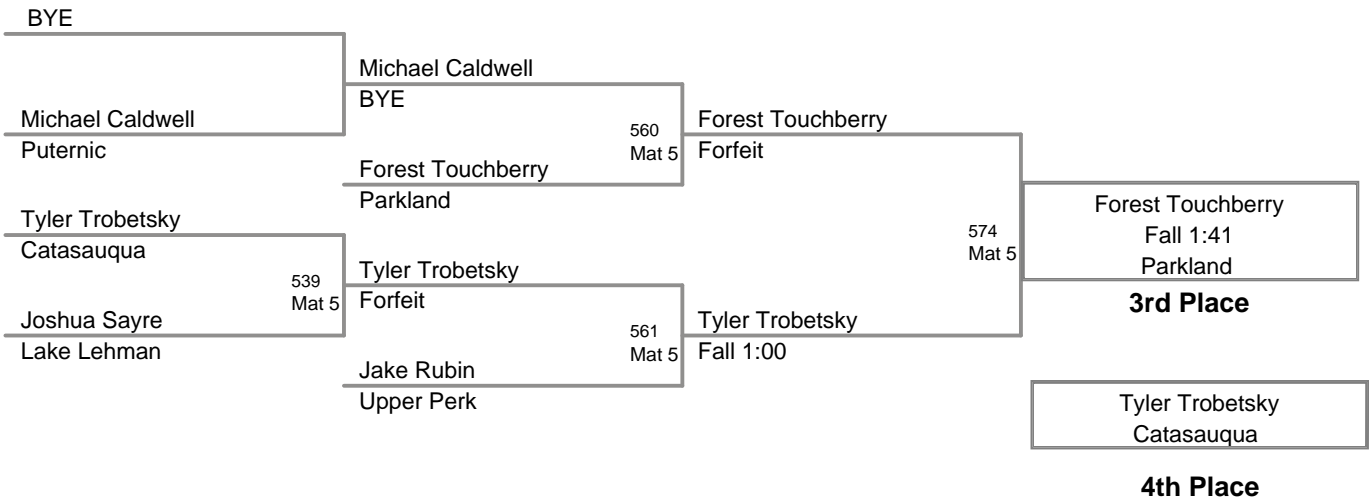 BYE
Michael Caldwell
BYE
Michael Caldwell
Puternic
560
Mat 5
Forest Touchberry
Forfeit
Forest Touchberry
Parkland
Tyler Trobetsky
Catasauqua
539
Mat 5
Tyler Trobetsky
Forfeit
Joshua Sayre
Lake Lehman
561
Mat 5
Tyler Trobetsky
Fall 1:00
Jake Rubin
Upper Perk
574
Mat 5
Forest Touchberry
Fall 1:41
Parkland
3rd Place
Tyler Trobetsky
Catasauqua
4th Place